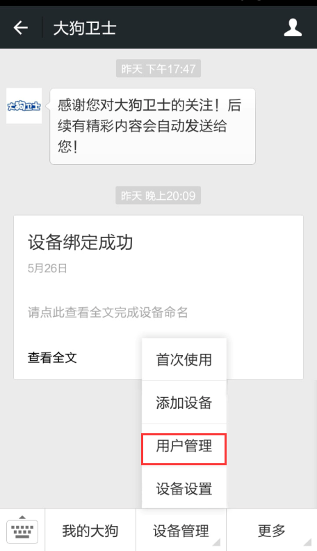 大狗卫士
昨天 下午17:47
大狗卫士
感谢您对大狗卫士的关注！后
续有精彩内容会自动发送给
您！
昨天 晚上20:09
设备绑定成功
5月26日
请点此查看全文完成设备命名
查看全文
首次使用
添加设备
用户管理
设备设置
我的大狗
设备管理
更多